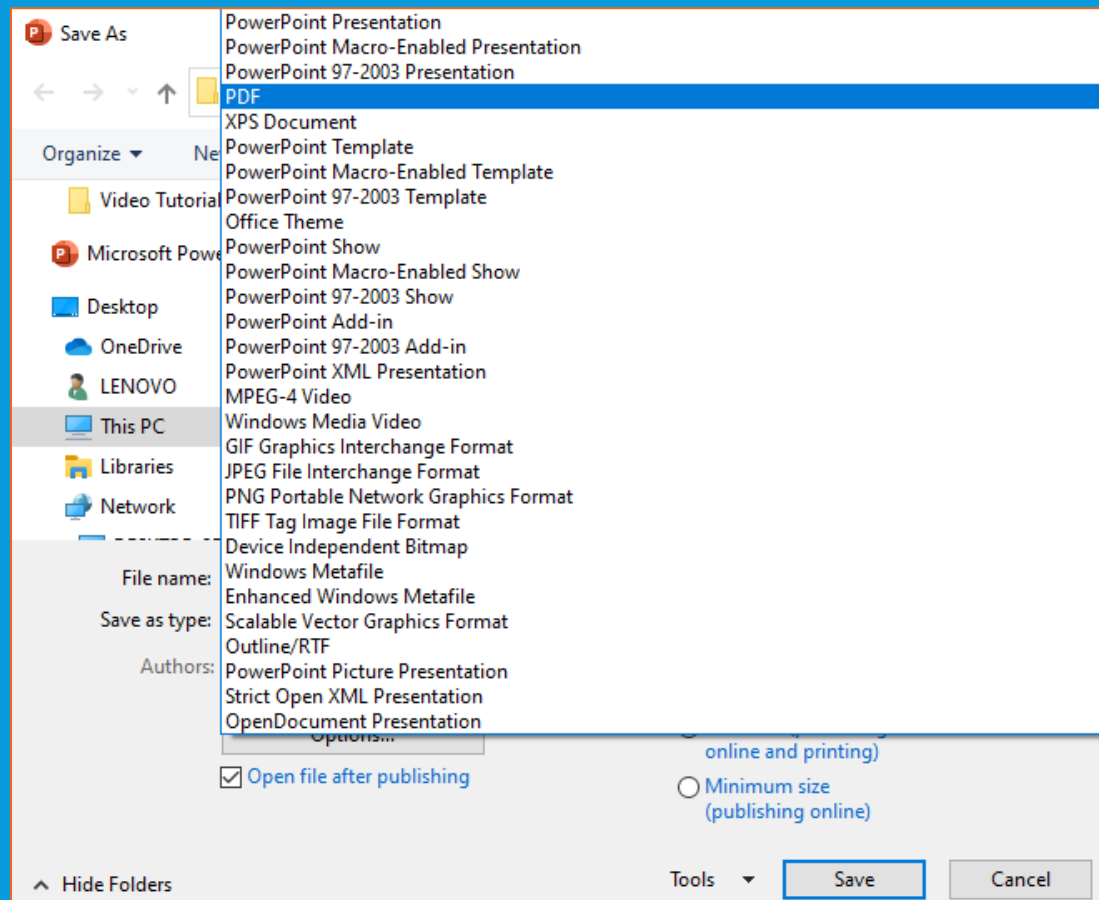 Save As
PowerPoint Presentation
PowerPoint Macro-Enabled Presentation
PowerPoint 97-2003 Presentation
PDF
XPS Document
PowerPoint Template
PowerPoint Macro-Enabled Template
PowerPoint 97-2003 Template
Office Theme
PowerPoint Show
PowerPoint Macro-Enabled Show
PowerPoint 97-2003 Show
PowerPoint Add-in
PowerPoint 97-2003 Add-in
PowerPoint XML Presentation
MPEG-4 Video
Windows Media Video
GIF Graphics Interchange Format
JPEG File Interchange Format
PNG Portable Network Graphics Format
TIFF Tag Image File Format
Device Independent Bitmap
Windows Metafile
Enhanced Windows Metafile
Scalable Vector Graphics Format
Outline/RTF
PowerPoint Picture Presentation
Strict Open XML Presentation
OpenDocument Presentation
Organize
Ne
Video Tutorial
Microsoft Powe
Desktop
OneDrive
LENOVO
This PC
Libraries
Network
File name:
Save as type:
Authors:
Options...
Open file after publishing
online and printing)
Minimum size
(publishing online)
Hide Folders
Tools
Save
Cancel